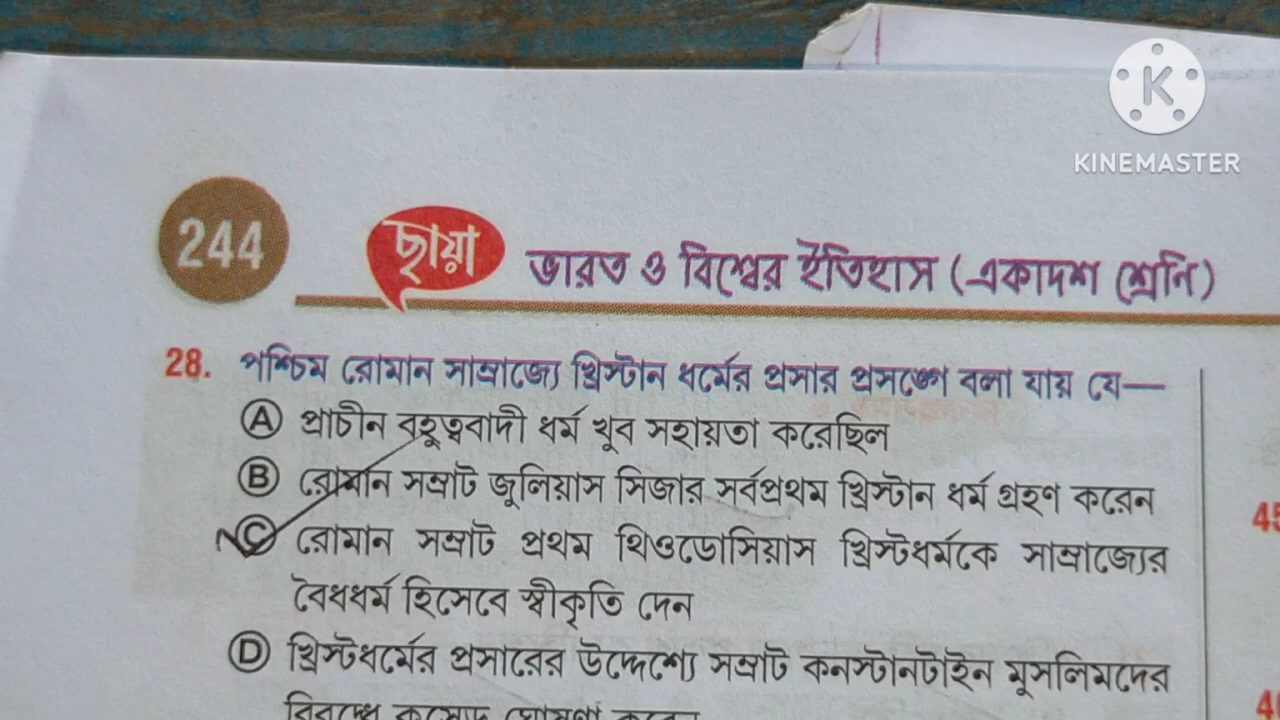 KINEMASTER
244 ছায়া ভারত ও বিশ্বের ইতিহাস (একাদশ শ্রেণি)
28. পশ্চিম রোমান সাম্রাজ্যে খ্রিস্টান ধর্মের প্রসার প্রসঙ্গে বলা যায় যে—
A প্রাচীন বহুত্ববাদী ধর্ম খুব সহায়তা করেছিল
B রোমান সম্রাট জুলিয়াস সিজার সর্বপ্রথম খ্রিস্টান ধর্ম গ্রহণ করেন
C রোমান সম্রাট প্রথম থিওডোসিয়াস খ্রিস্টধর্মকে সাম্রাজ্যের
বৈধধর্ম হিসেবে স্বীকৃতি দেন
D খ্রিস্টধর্মের প্রসারের উদ্দেশ্যে সম্রাট কনস্টানটাইন মুসলিমদের
বিরুদ্ধে ক্রুসেড ঘোষণা করেন